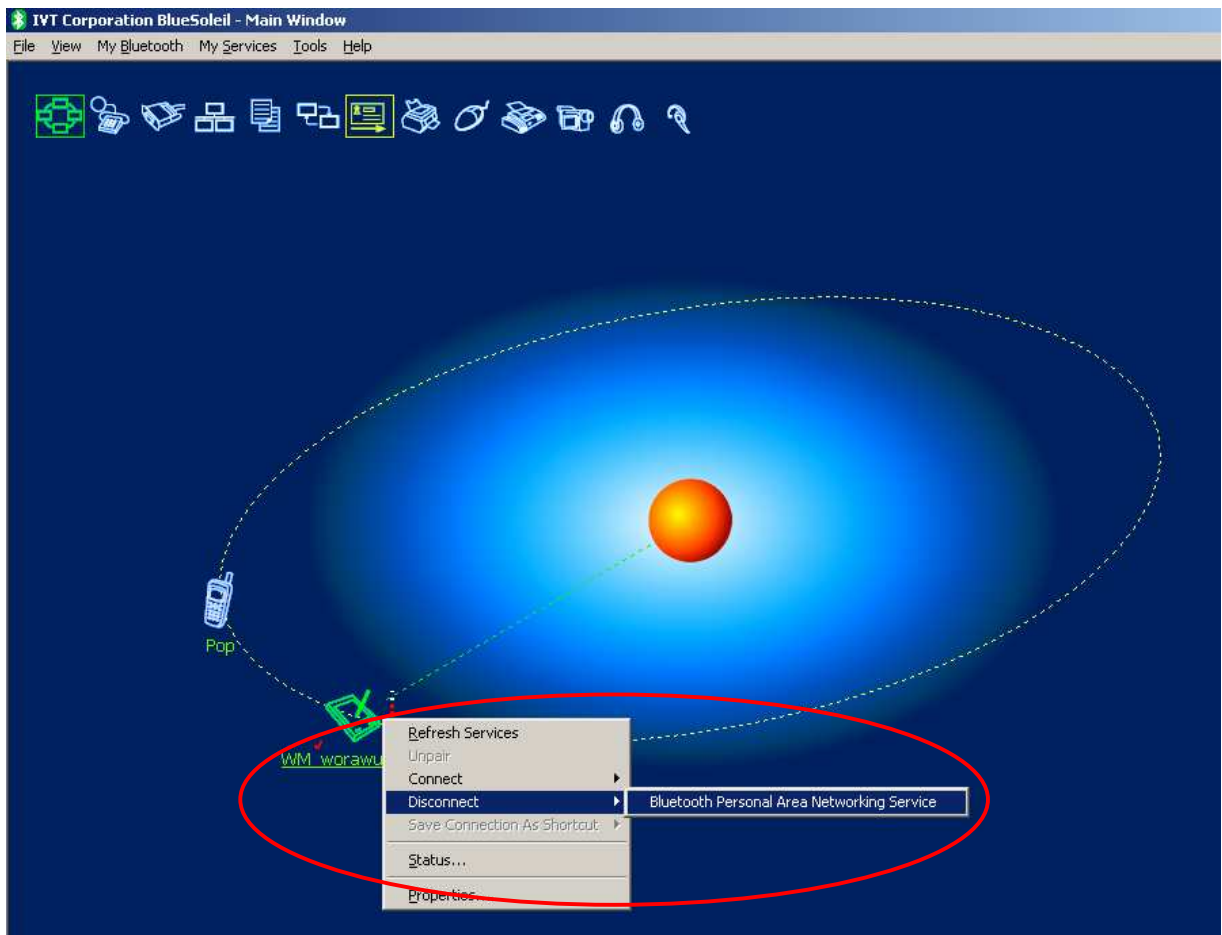 IVT Corporation BlueSoleil - Main Window
File View My Bluetooth My Services Tools Help
Pop
WM_worawu
Refresh Services
Unpair
Connect
Disconnect
Bluetooth Personal Area Networking Service
Save Connection As Shortcut
Status...
Properties...